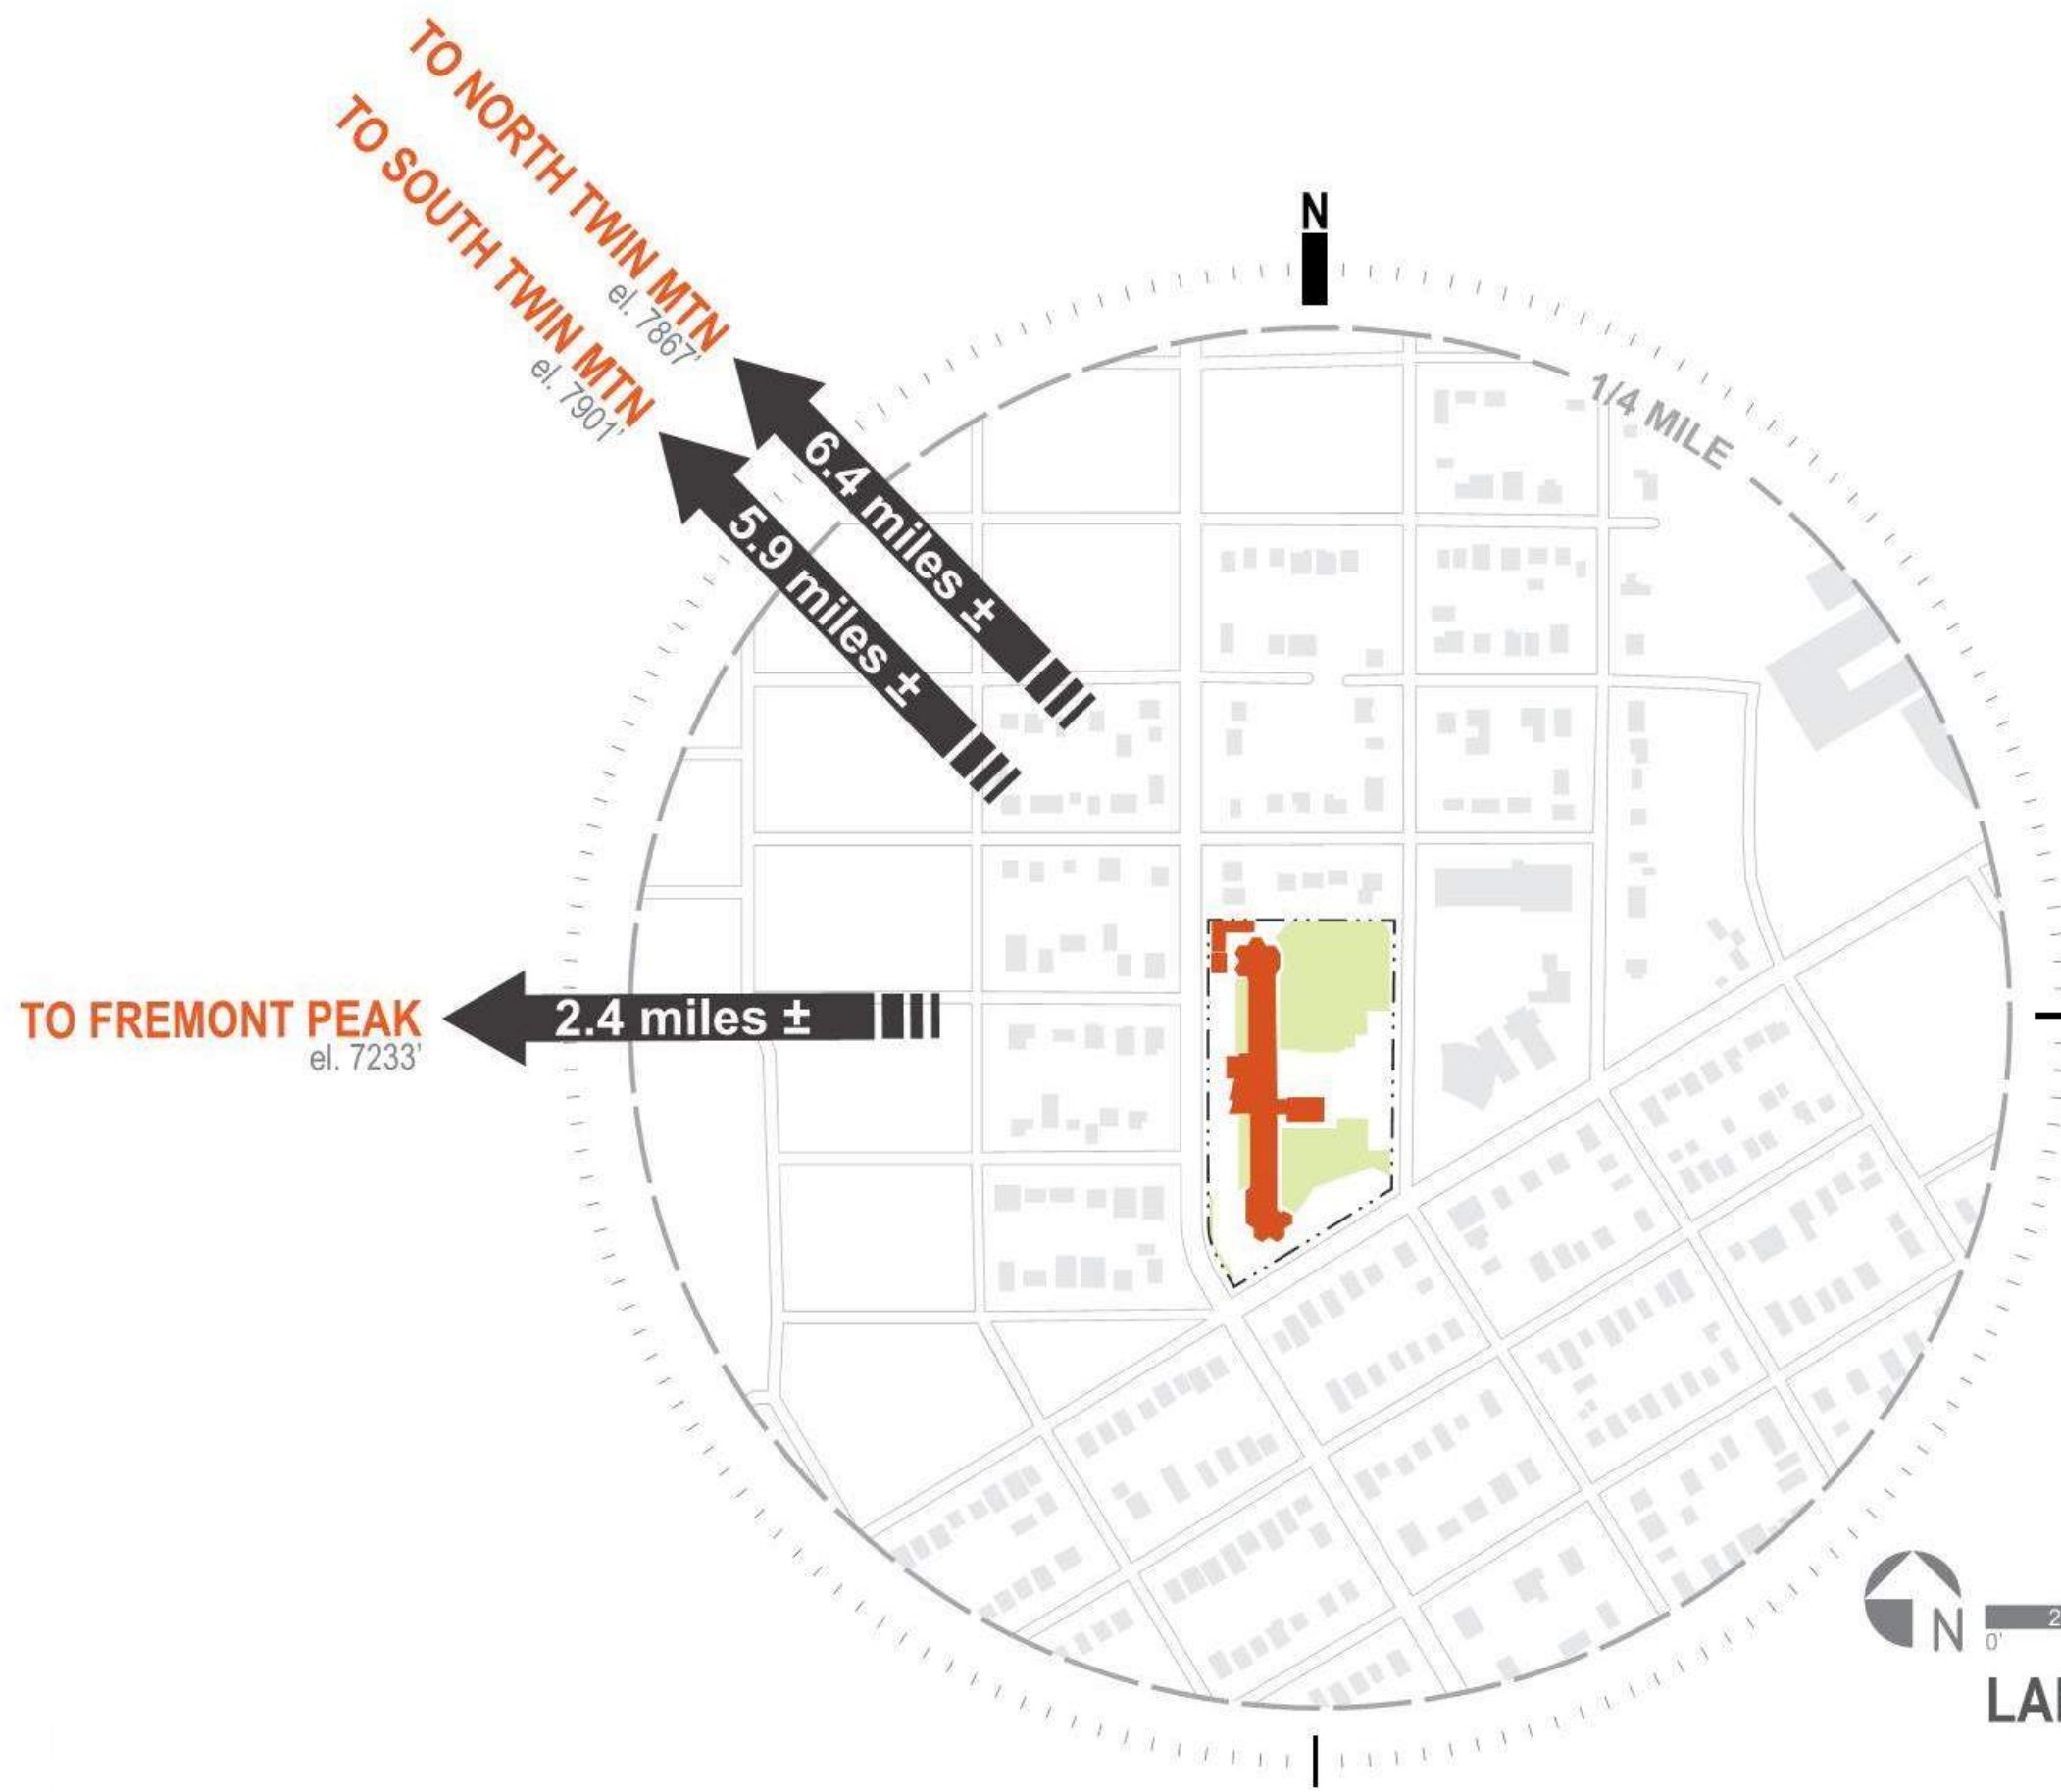 TO NORTH TWIN MTN
el. 7867'
TO SOUTH TWIN MTN
el. 7901'
N
1/4 MILE
6.4 miles ±
5.9 miles ±
TO FREMONT PEAK
el. 7233'
2.4 miles ±
N
0'
2